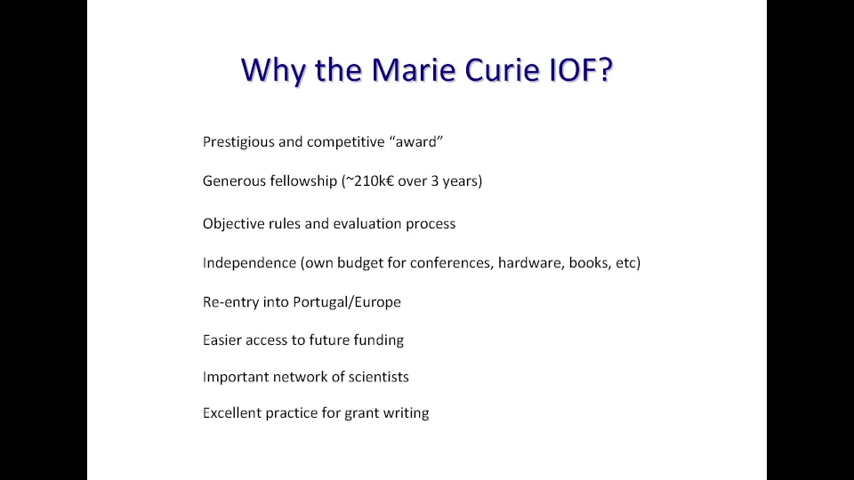 Why the Marie Curie IOF?
Prestigious and competitive “award”
Generous fellowship (~210k€ over 3 years)
Objective rules and evaluation process
Independence (own budget for conferences, hardware, books, etc)
Re-entry into Portugal/Europe
Easier access to future funding
Important network of scientists
Excellent practice for grant writing